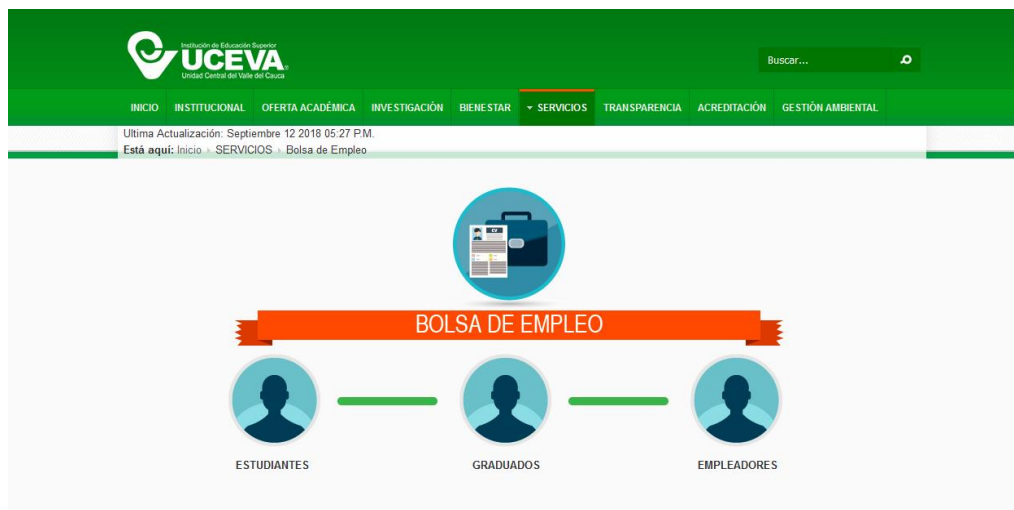 Institución de Educación Superior
UCEVA
Unidad Central del Valle del Cauca
Buscar...
INICIO INSTITUCIONAL OFERTA ACADÉMICA INVESTIGACIÓN BIENESTAR SERVICIOS TRANSPARENCIA ACREDITACIÓN GESTIÓN AMBIENTAL
Ultima Actualización: Septiembre 12 2018 05:27 P.M.
Está aquí: Inicio SERVICIOS Bolsa de Empleo
CV
BOLSA DE EMPLEO
ESTUDIANTES GRADUADOS EMPLEADORES